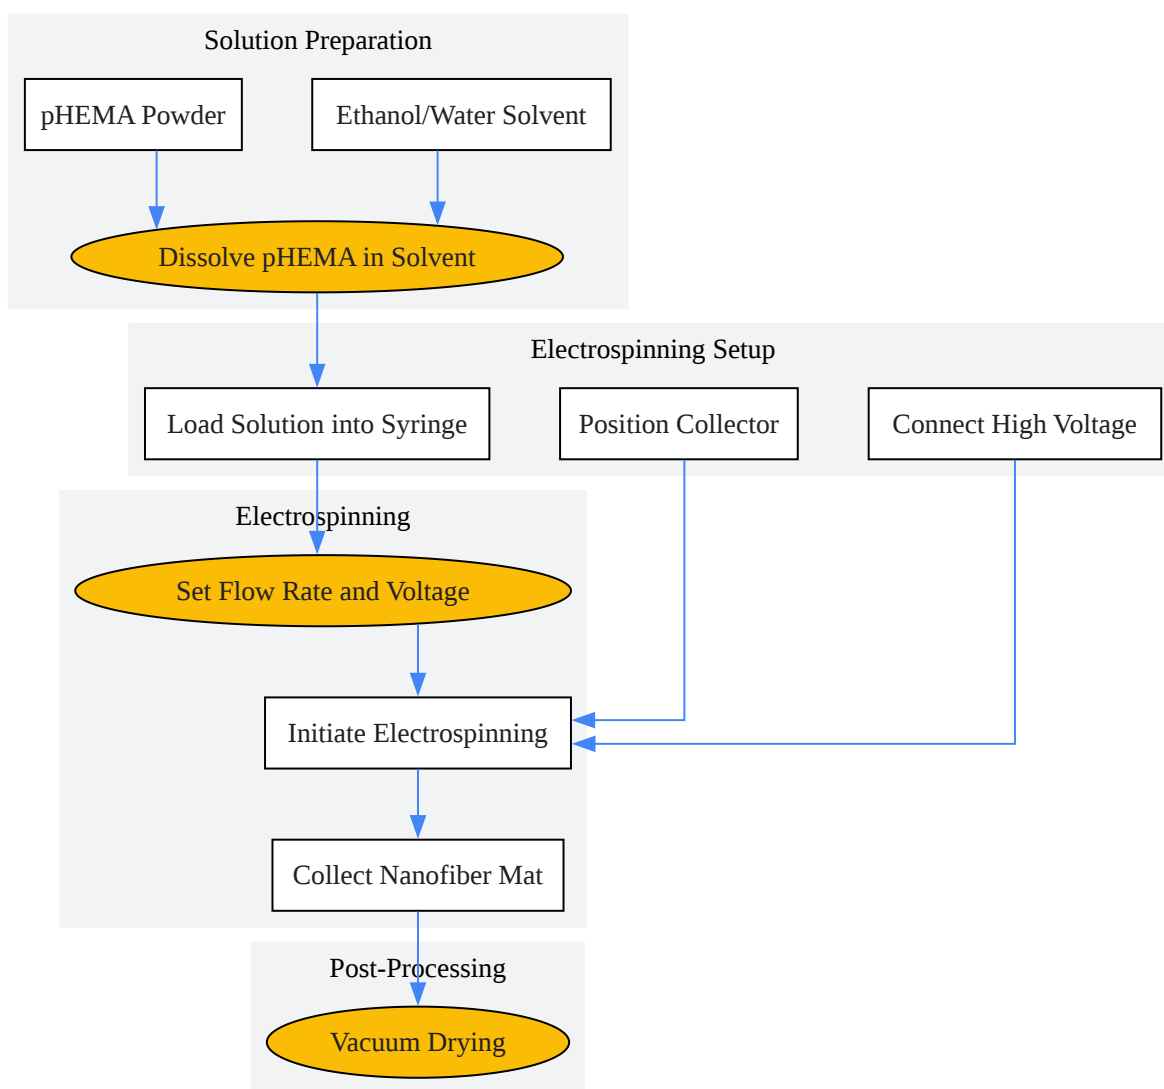 Solution Preparation
pHEMA Powder
Ethanol/Water Solvent
Dissolve pHEMA in Solvent
Electrospinning Setup
Load Solution into Syringe
Position Collector
Connect High Voltage
Electrospinning
Set Flow Rate and Voltage
Initiate Electrospinning
Collect Nanofiber Mat
Post-Processing
Vacuum Drying